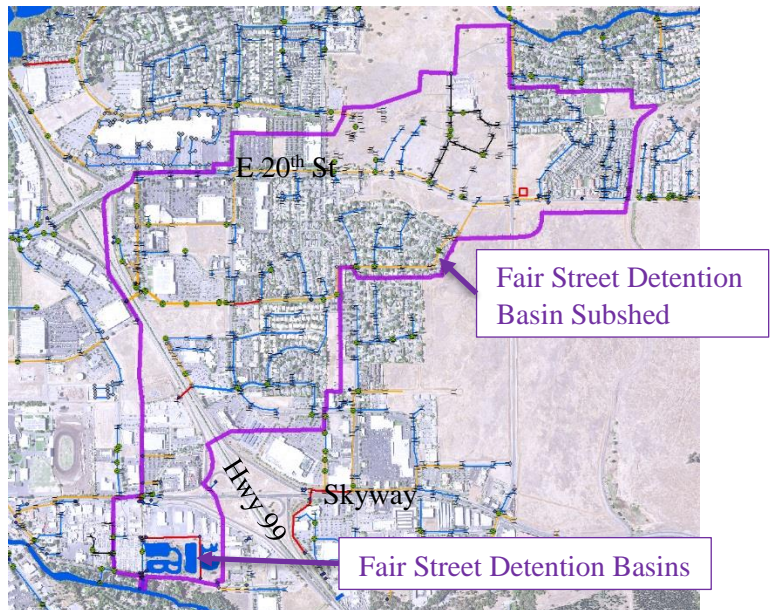 E 20th St
Fair Street Detention
Basin Subshed
Hwy 99
Skyway
Fair Street Detention Basins